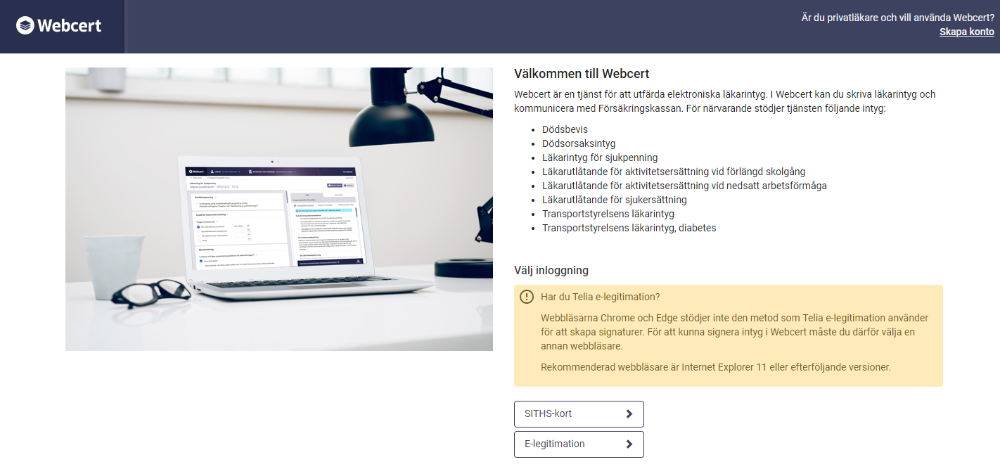 Webcert
Är du privatläkare och vill använda Webcert?
Skapa konto
Välkommen till Webcert
Webcert är en tjänst för att utfärda elektroniska läkarintyg. I Webcert kan du skriva läkarintyg och
kommunicera med Försäkringskassan. För närvarande stödjer tjänsten följande intyg:
• Dödsbevis
• Dödsorsaksintyg
• Läkarintyg för sjukpenning
• Läkarutlåtande för aktivitetsersättning vid förlängd skolgång
• Läkarutlåtande för aktivitetsersättning vid nedsatt arbetsförmåga
• Läkarutlåtande för sjukersättning
• Transportstyrelsens läkarintyg
• Transportstyrelsens läkarintyg, diabetes
Välj inloggning
Har du Telia e-legitimation?
Webbläsarna Chrome och Edge stödjer inte den metod som Telia e-legitimation använder
för att skapa signaturer. För att kunna signera intyg i Webcert måste du därför välja en
annan webbläsare.
Rekommenderad webbläsare är Internet Explorer 11 eller efterföljande versioner.
SITHS-kort
E-legitimation